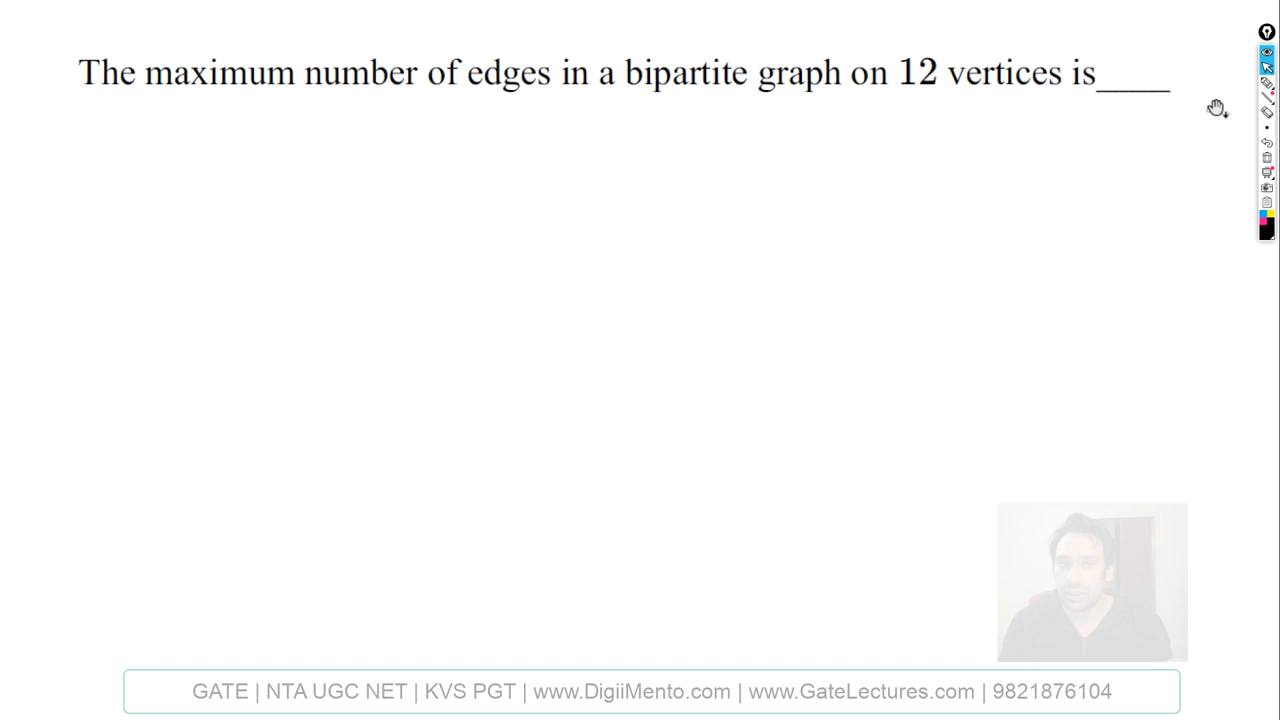 The maximum number of edges in a bipartite graph on 12 vertices is____
GATE | NTA UGC NET | KVS PGT | www.DigiiMento.com | www.GateLectures.com | 9821876104